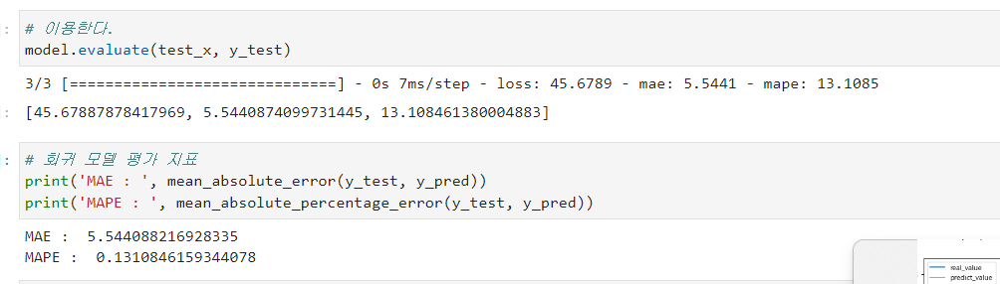 # 이용한다.
model.evaluate(test_x, y_test)
3/3 [==============================] - 0s 7ms/step - loss: 45.6789 - mae: 5.5441 - mape: 13.1085
[45.67887878417969, 5.5440874099731445, 13.108461380004883]
# 회귀 모델 평가 지표
print('MAE : ', mean_absolute_error(y_test, y_pred))
print('MAPE : ', mean_absolute_percentage_error(y_test, y_pred))
MAE :  5.544088216928335
MAPE :  0.1310846159344078
real_value
predict_value